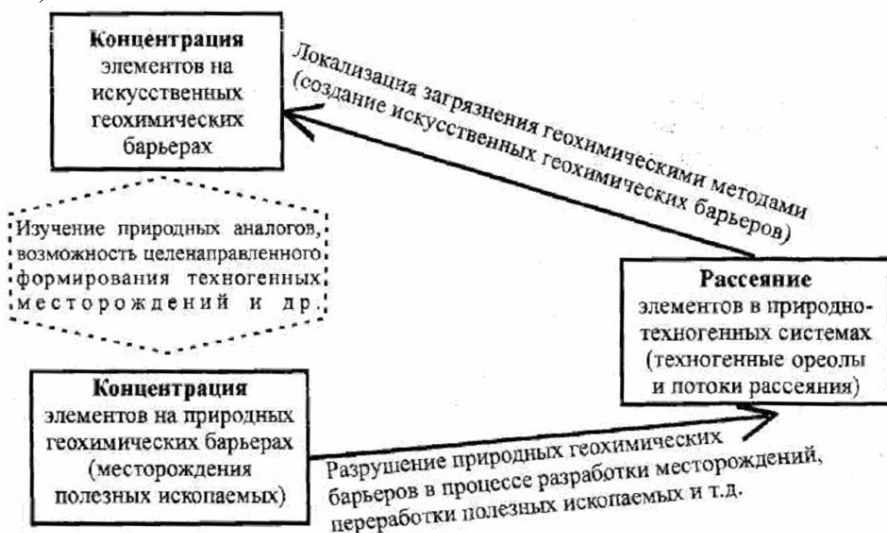 Концентрация
элементов на
искусственных
геохимических
барьерах
Локализация загрязнения геохимическими методами
(создание искусственных геохимических барьеров)
Изучение природных аналогов,
возможность целенаправленного
формирования техногенных
месторождений и др.
Рассеяние
элементов в природно-
техногенных системах
(техногенные ореолы
и потоки рассеяния)
Концентрация
элементов на природных
геохимических барьерах
(месторождения
полезных ископаемых)
Разрушение природных геохимических
барьеров в процессе разработки месторождений,
переработки полезных ископаемых и т.д.